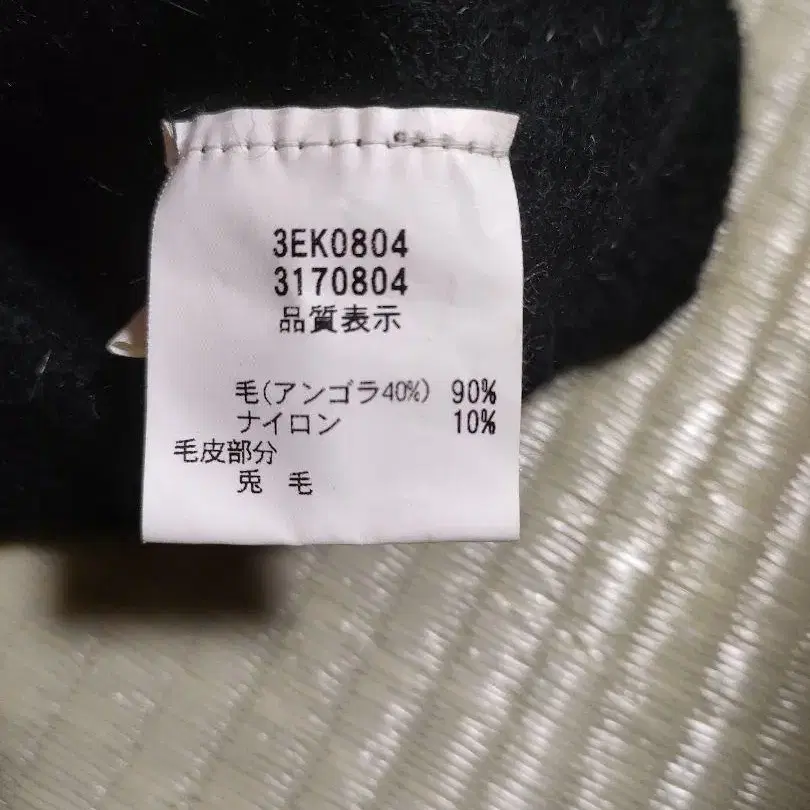 3EK0804
3170804
品質表示
毛(アンゴラ40%) 90%
ナイロン 10%
毛皮部分
兎 毛